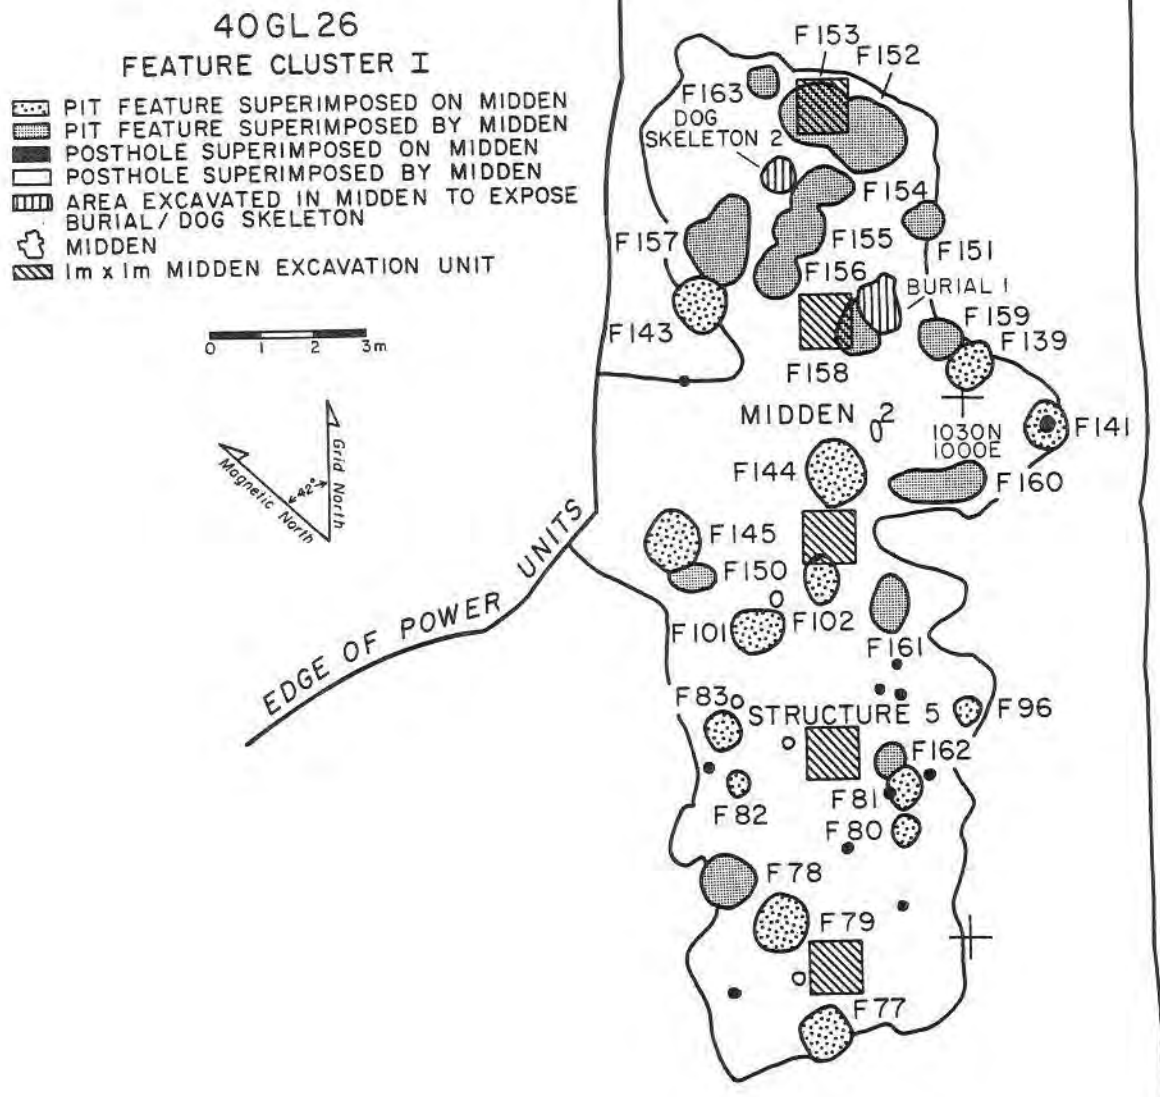 40GL26
FEATURE CLUSTER I
PIT FEATURE SUPERIMPOSED ON MIDDEN
PIT FEATURE SUPERIMPOSED BY MIDDEN
POSTHOLE SUPERIMPOSED ON MIDDEN
POSTHOLE SUPERIMPOSED BY MIDDEN
AREA EXCAVATED IN MIDDEN TO EXPOSE
BURIAL/DOG SKELETON
MIDDEN
1m x 1m MIDDEN EXCAVATION UNIT
0 1 2 3m
Grid North
Magnetic North
42°
EDGE OF POWER UNITS
F153
F152
F163
DOG
SKELETON 2
F154
F157
F155
F151
F156
BURIAL 1
F143
F159
F139
F158
MIDDEN 2
1030N
1000E
F141
F144
F160
F145
F150
F102
F101
F161
F83
STRUCTURE 5
F96
F162
F81
F82
F80
F78
F79
F77